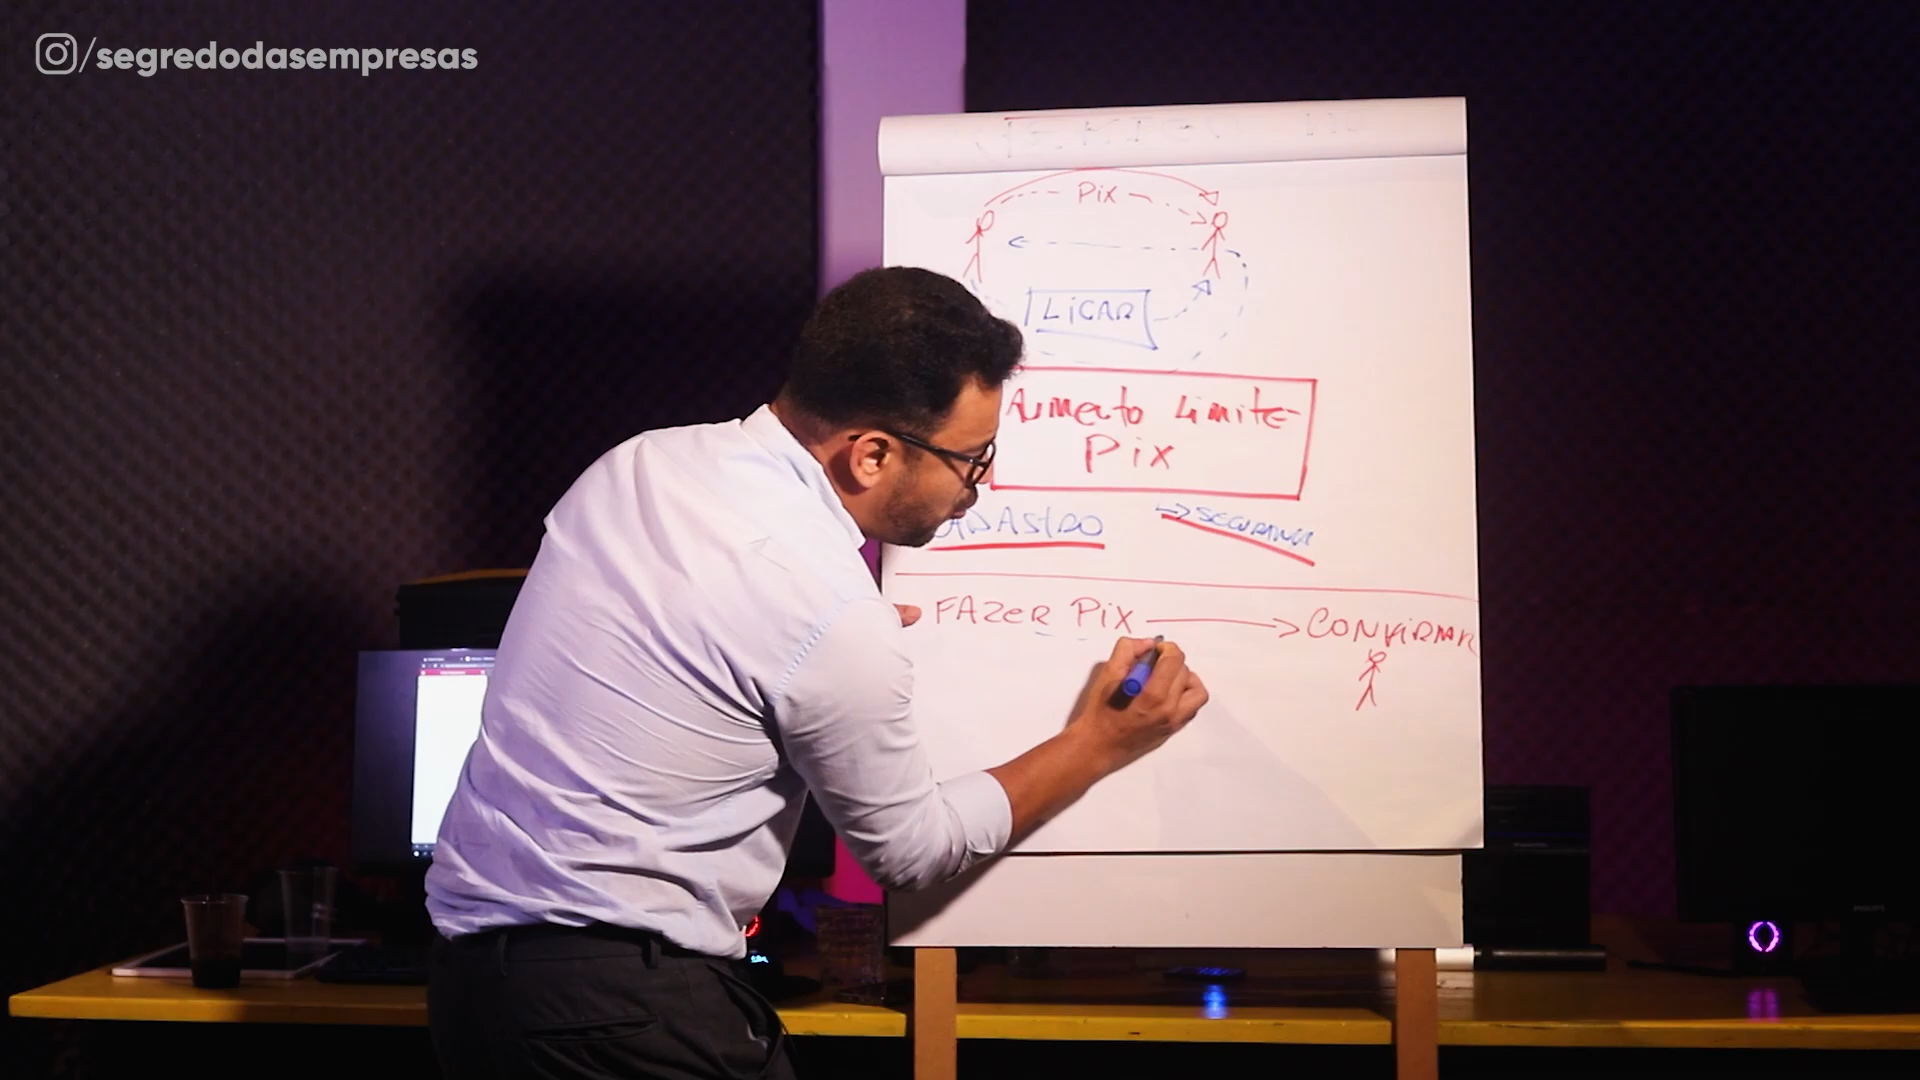 /segredodasempresas
Pix
LiGAR
Aumento Limite
Pix
CADASTRO
→ SEGURANÇA
FAZER PiX → CONFiRMAR